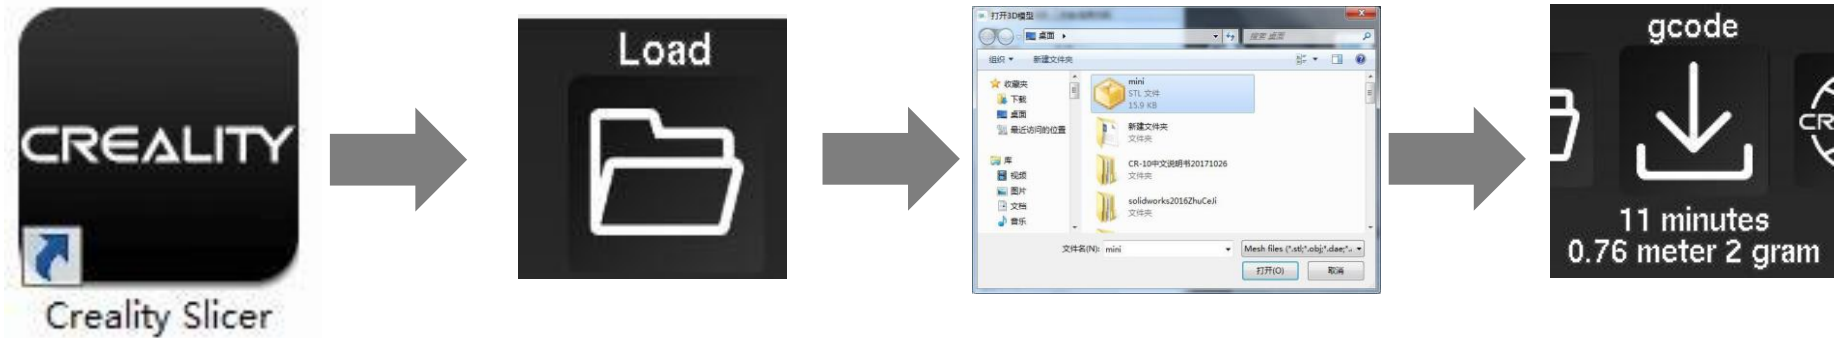 CREALITY
Creality Slicer
Load
打开3D模型
桌面
搜索 桌面
组织
新建文件夹
收藏夹
下载
桌面
最近访问的位置
库
视频
图片
文档
音乐
mini
STL 文件
15.9 KB
新建文件夹
文件夹
CR-10中文说明书20171026
文件夹
solidworks2016ZhuCeJi
文件夹
文件名(N): mini
Mesh files (*.stl;*.obj;*.dae;*..
打开(O)
取消
gcode
CR
11 minutes
0.76 meter 2 gram